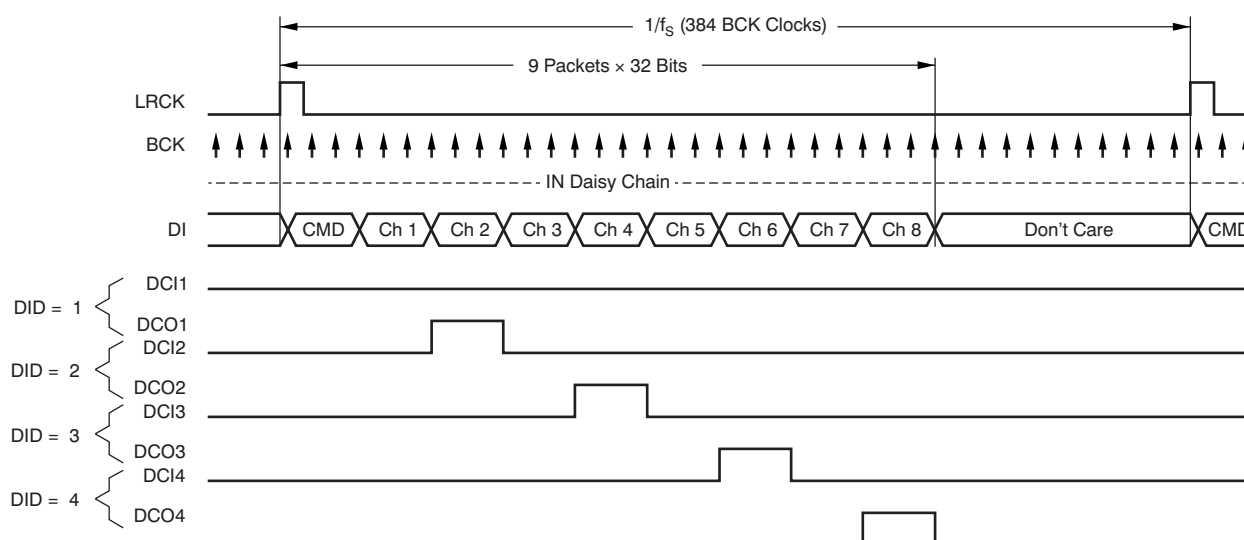 1/fS (384 BCK Clocks)
9 Packets × 32 Bits
LRCK
BCK
IN Daisy Chain
DI CMD Ch 1 Ch 2 Ch 3 Ch 4 Ch 5 Ch 6 Ch 7 Ch 8 Don't Care CMD
DCI1
DID = 1
DCO1
DCI2
DID = 2
DCO2
DCI3
DID = 3
DCO3
DCI4
DID = 4
DCO4